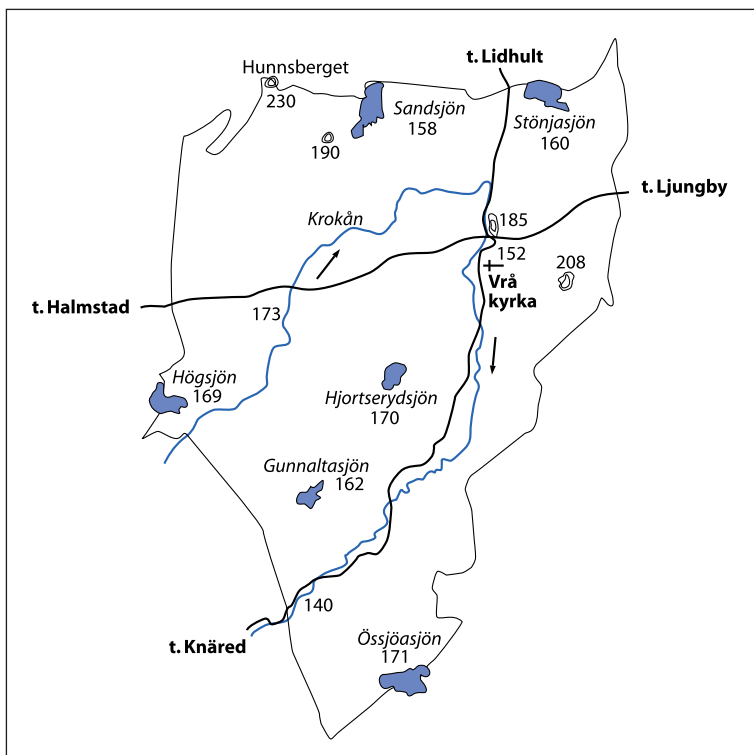 t. Lidhult
Hunnsberget
230
Sandsjön
158
Stönjasjön
160
190
t. Ljungby
Krokån
185
152
208
Vrå
kyrka
t. Halmstad
173
Högsjön
169
Hjortserydsjön
170
Gunnaltasjön
162
140
t. Knäred
Össjöasjön
171